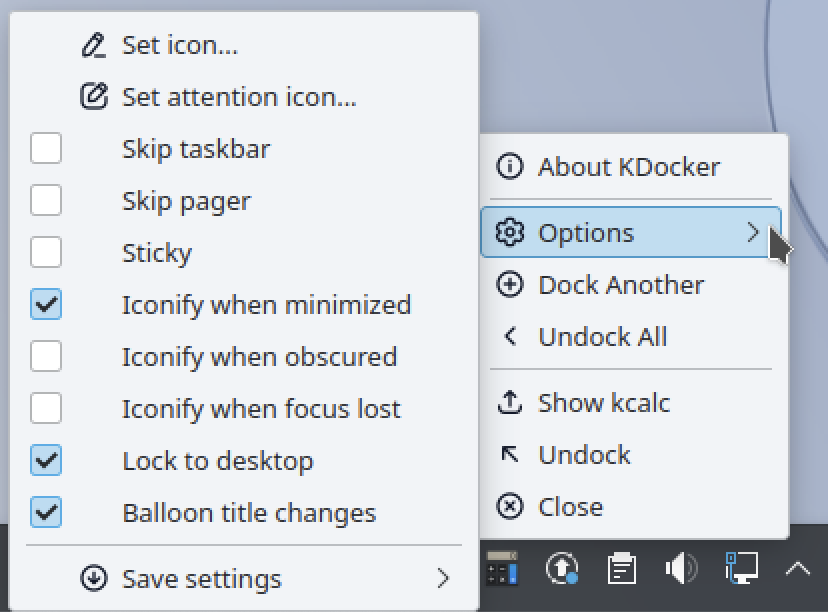 Set icon...
Set attention icon...
Skip taskbar
Skip pager
Sticky
Iconify when minimized
Iconify when obscured
Iconify when focus lost
Lock to desktop
Balloon title changes
Save settings
About KDocker
Options
Dock Another
Undock All
Show kcalc
Undock
Close